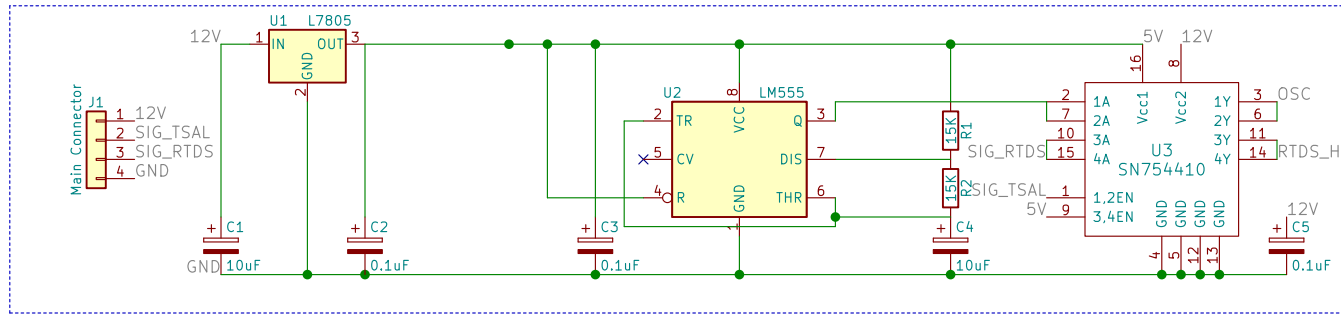 U1 L7805
12V 1 IN OUT 3
GND
2
5V 12V
16 8
Main Connector
J1
1 12V
2 SIG_TSAL
3 SIG_RTDS
4 GND
U2 LM555
8
VCC
2 TR Q 3
5 CV DIS 7
4 R THR 6
GND
1
15K R1
15K R2
Vcc1 Vcc2
2 1A 1Y 3 OSC
7 2A 2Y 6
10 3A 3Y 11
SIG_RTDS 15 4A 4Y 14 RTDS_H
U3
SN754410
SIG_TSAL 1 1,2EN
5V 9 3,4EN
GND GND GND GND
4 5 12 13
+ C1
GND 10uF
+ C2
0.1uF
+ C3
0.1uF
+ C4
10uF
12V
+ C5
0.1uF